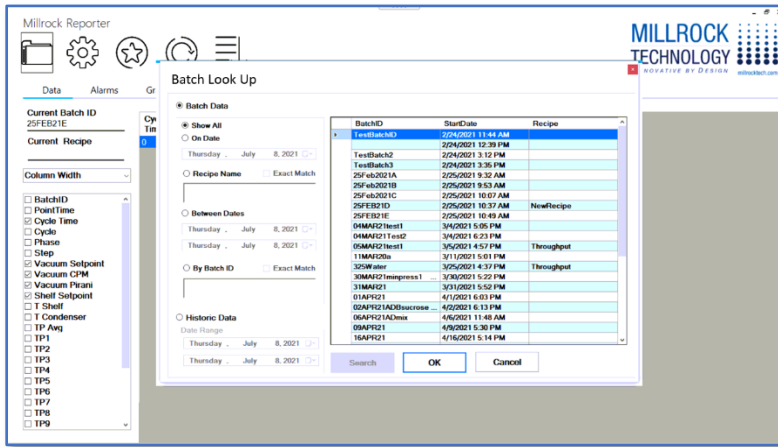 Millrock Reporter
MILLROCK
TECHNOLOGY
INNOVATIVE BY DESIGN
millrocktech.com
Data Alarms Gr
Current Batch ID
25FEB21E
Current Recipe
Column Width
BatchID
PointTime
Cycle Time
Cycle
Phase
Step
Vacuum Setpoint
Vacuum CPM
Vacuum Pirani
Shelf Setpoint
T Shelf
T Condenser
TP Avg
TP1
TP2
TP3
TP4
TP5
TP6
TP7
TP8
TP9
Cy
Tim
0
Batch Look Up
Batch Data
Show All
On Date
Thursday , July 8, 2021
Recipe Name Exact Match
Between Dates
Thursday , July 8, 2021
Thursday , July 8, 2021
By Batch ID Exact Match
Historic Data
Date Range
Thursday , July 8, 2021
Thursday , July 8, 2021
BatchID StartDate Recipe
TestBatchID 2/24/2021 11:44 AM
2/24/2021 12:39 PM
TestBatch2 2/24/2021 3:12 PM
TestBatch3 2/24/2021 3:35 PM
25Feb2021A 2/25/2021 9:32 AM
25Feb2021B 2/25/2021 9:53 AM
25Feb2021C 2/25/2021 10:07 AM
25FEB21D 2/25/2021 10:37 AM NewRecipe
25FEB21E 2/25/2021 10:49 AM
04MAR21test1 3/4/2021 5:05 PM
04MAR21Test2 3/4/2021 6:23 PM
05MAR21test1 3/5/2021 4:57 PM Throughput
11MAR20a 3/11/2021 5:01 PM
325Water 3/25/2021 4:37 PM Throughput
30MAR21minpress1 ... 3/30/2021 5:22 PM
31MAR21 3/31/2021 5:52 PM
01APR21 4/1/2021 6:03 PM
02APR21ADBsucrose ... 4/2/2021 6:13 PM
06APR21ADmix 4/6/2021 11:48 AM
09APR21 4/9/2021 5:30 PM
16APR21 4/16/2021 5:14 PM
Search OK Cancel